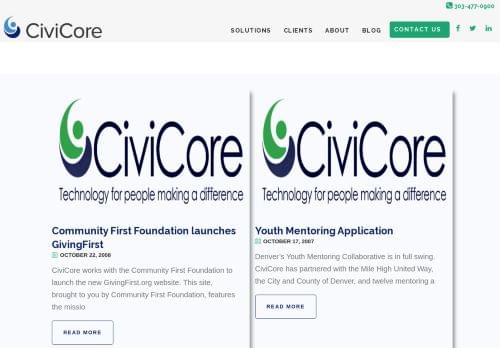 303-477-0900
CiviCore
SOLUTIONS CLIENTS ABOUT BLOG CONTACT US
CiviCore
Technology for people making a difference
Community First Foundation launches
GivingFirst
OCTOBER 22, 2008
CiviCore works with the Community First Foundation to
launch the new GivingFirst.org website. This site,
brought to you by Community First Foundation, features
the missio
READ MORE
CiviCore
Technology for people making a difference
Youth Mentoring Application
OCTOBER 17, 2007
Denver's Youth Mentoring Collaborative is in full swing.
CiviCore has partnered with the Mile High United Way,
the City and County of Denver, and twelve mentoring a
READ MORE